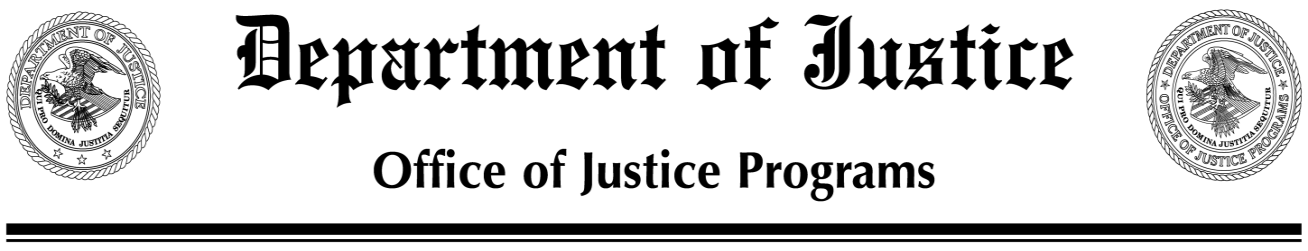 Department of Justice
Office of Justice Programs
DEPARTMENT OF JUSTICE
QUI PRO DOMINA JUSTITIA SEQUITUR
DEPARTMENT OF JUSTICE
OFFICE OF JUSTICE PROGRAMS
QUI PRO DOMINA JUSTITIA SEQUITUR